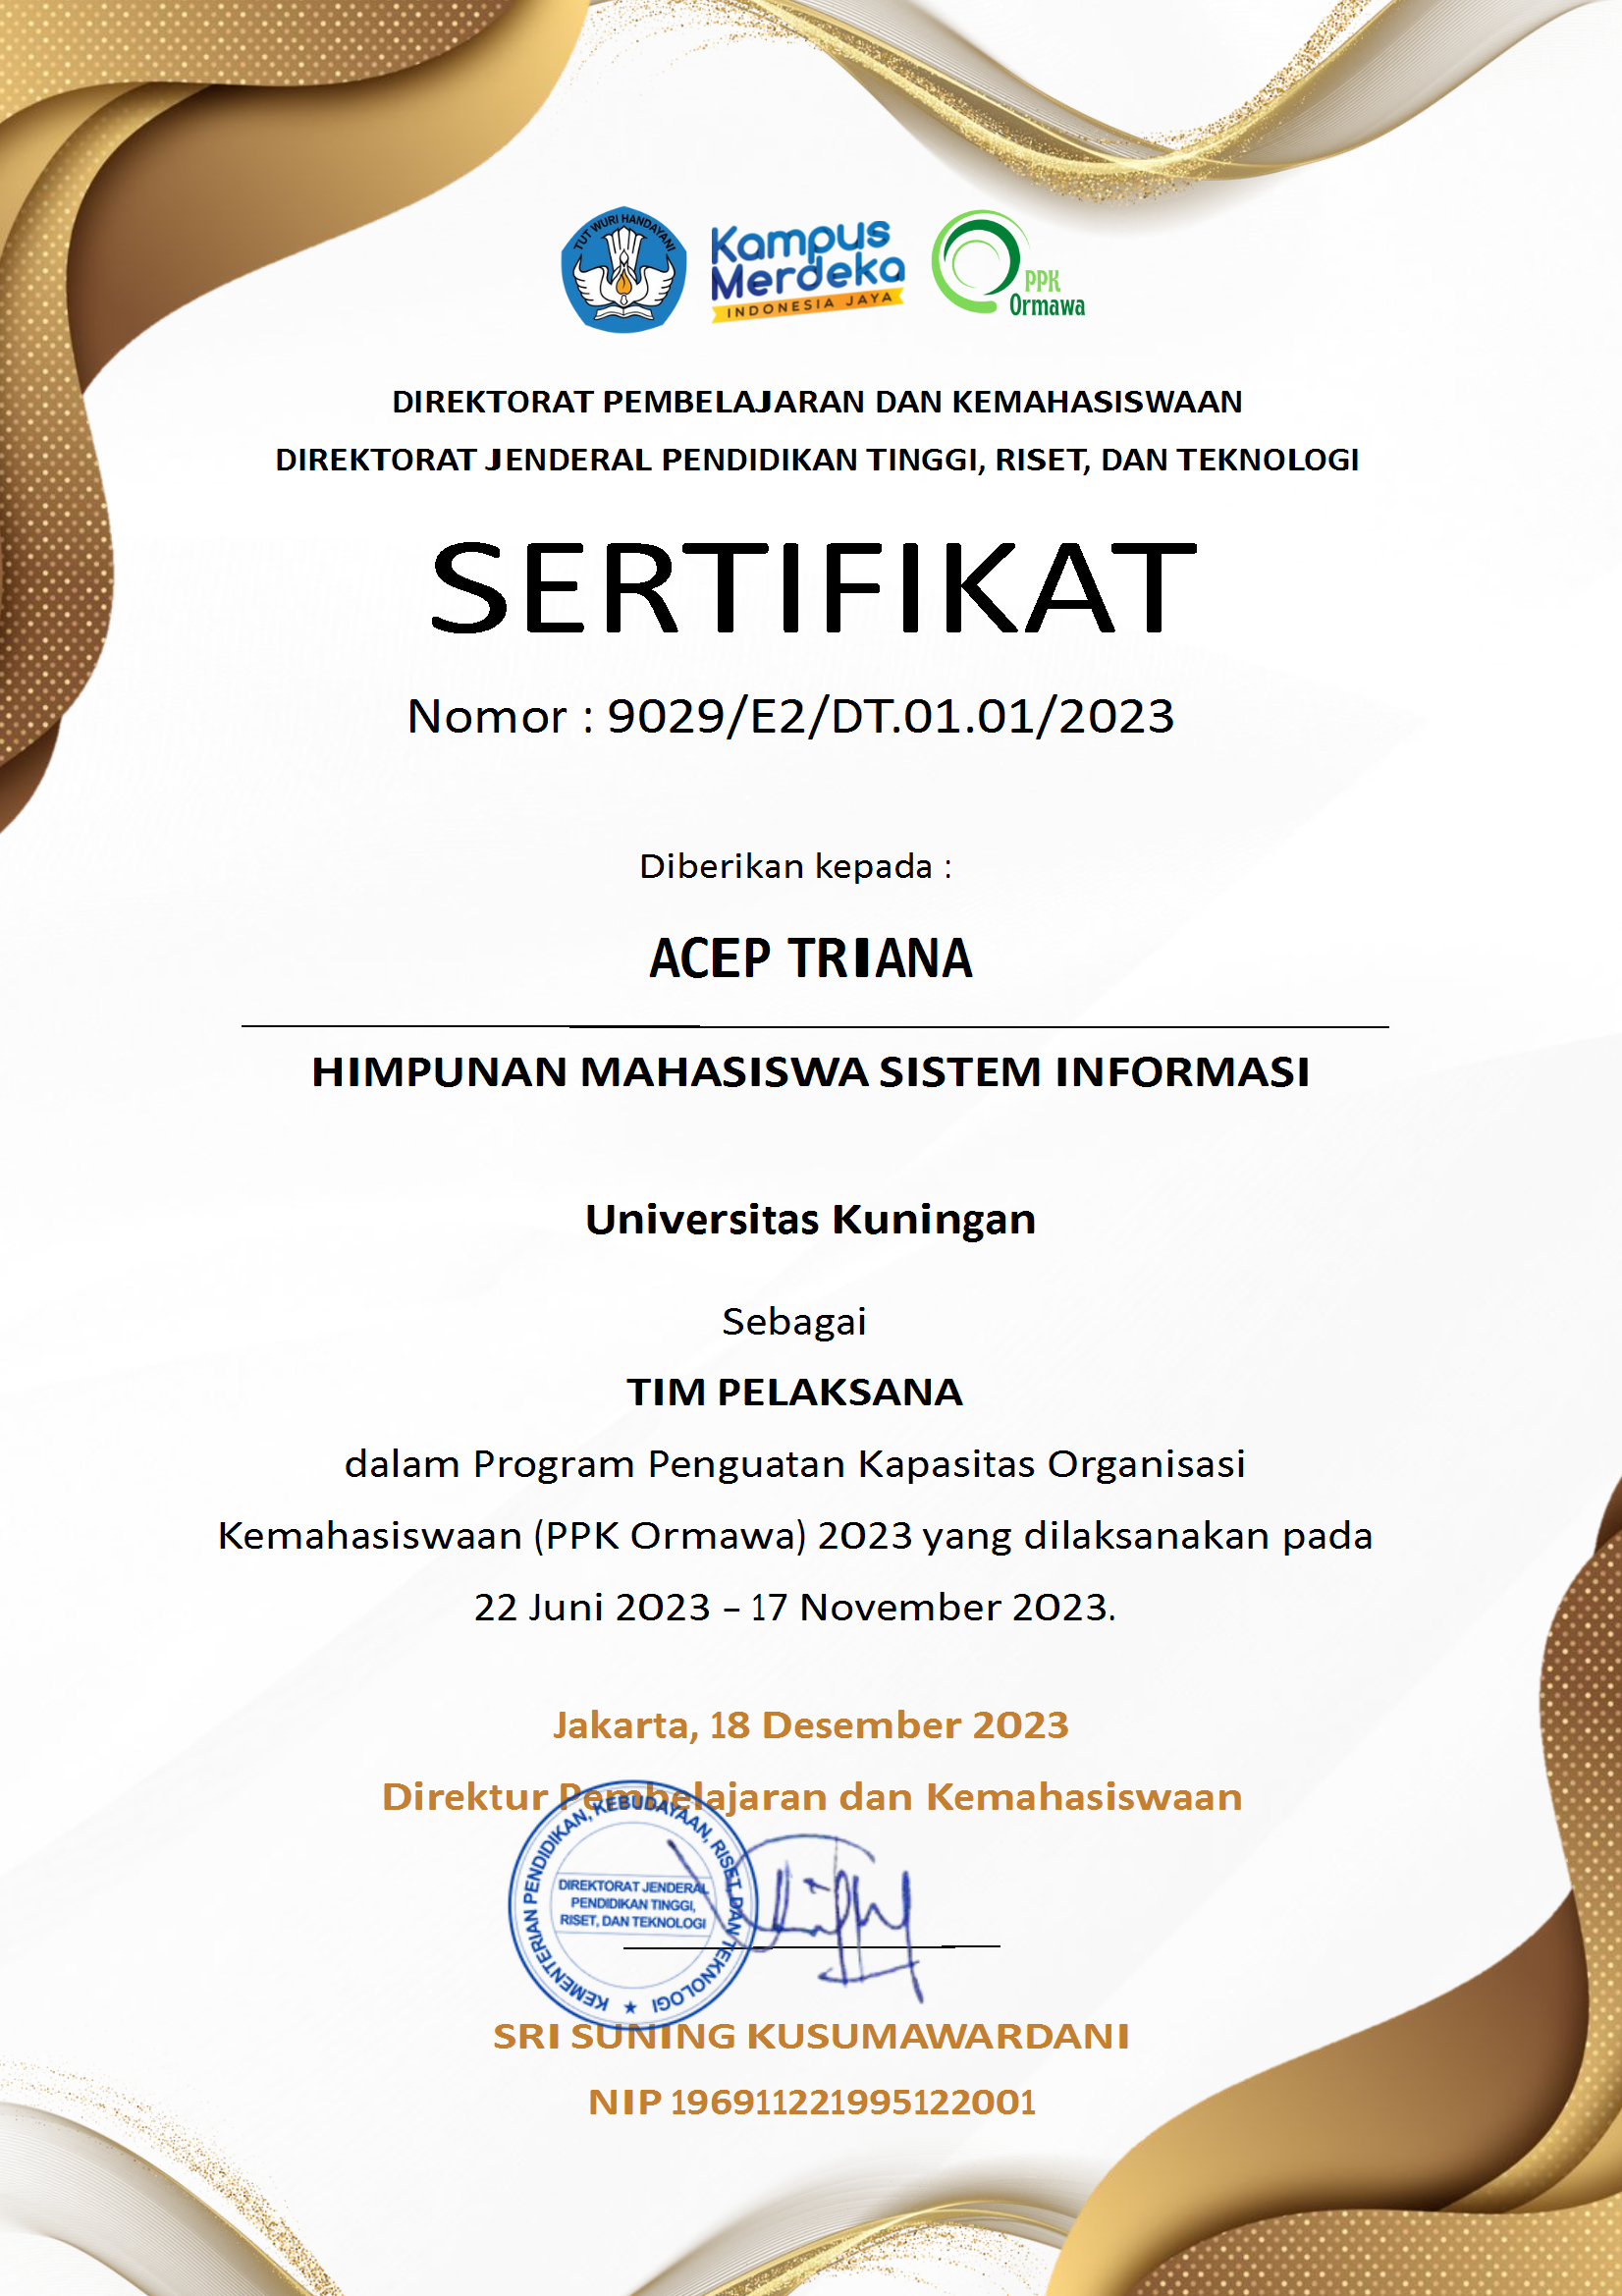 TUT WURI HANDAYANI
Kampus
Merdeka
INDONESIA JAYA
PPK
Ormawa
DIREKTORAT PEMBELAJARAN DAN KEMAHASISWAAN
DIREKTORAT JENDERAL PENDIDIKAN TINGGI, RISET, DAN TEKNOLOGI
SERTIFIKAT
Nomor : 9029/E2/DT.01.01/2023
Diberikan kepada :
ACEP TRIANA
HIMPUNAN MAHASISWA SISTEM INFORMASI
Universitas Kuningan
Sebagai
TIM PELAKSANA
dalam Program Penguatan Kapasitas Organisasi
Kemahasiswaan (PPK Ormawa) 2023 yang dilaksanakan pada
22 Juni 2023 – 17 November 2023.
Jakarta, 18 Desember 2023
Direktur Pembelajaran dan Kemahasiswaan
KEMENTERIAN PENDIDIKAN, KEBUDAYAAN, RISET, DAN TEKNOLOGI
DIREKTORAT JENDERAL
PENDIDIKAN TINGGI,
RISET, DAN TEKNOLOGI
SRI SUNING KUSUMAWARDANI
NIP 196911221995122001